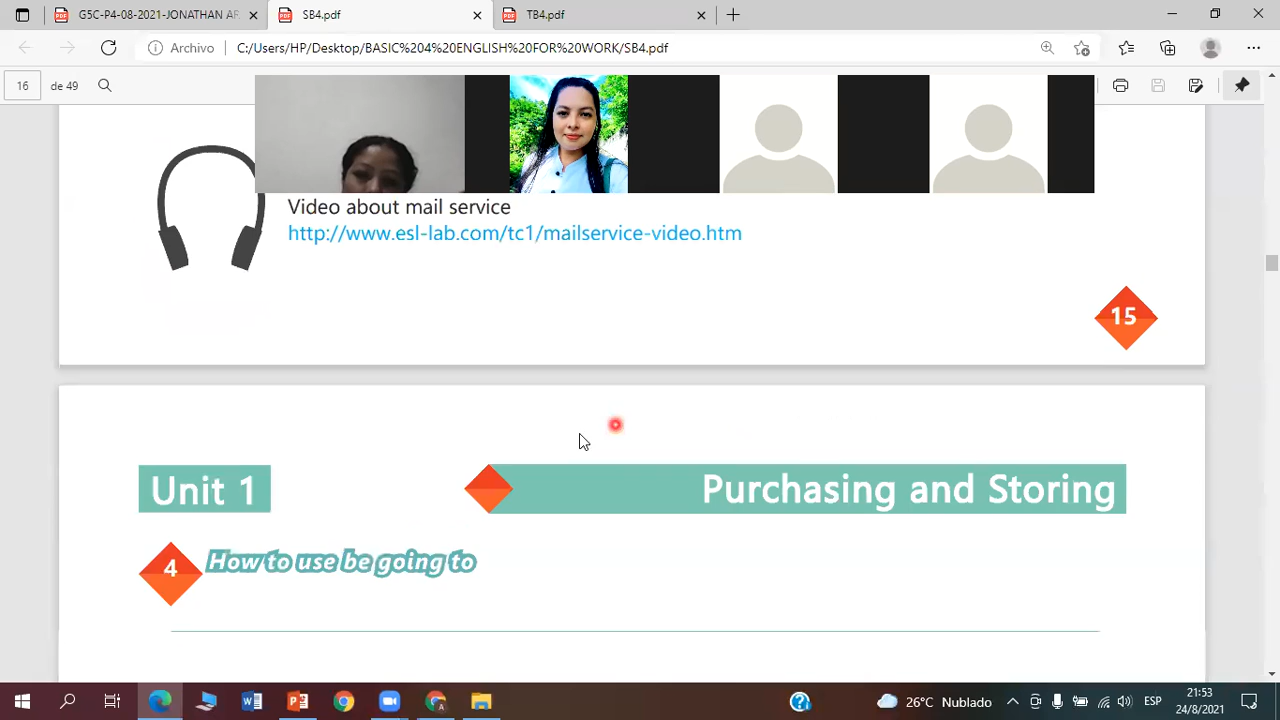 G5C-P4-08-2021-JONATHAN AR
SB4.pdf
TB4.pdf
Archivo
C:/Users/HP/Desktop/BASIC%204%20ENGLISH%20FOR%20WORK/SB4.pdf
16
de 49
Video about mail service
http://www.esl-lab.com/tc1/mailservice-video.htm
15
Unit 1
Purchasing and Storing
4
How to use be going to
26°C Nublado
ESP
21:53
24/8/2021